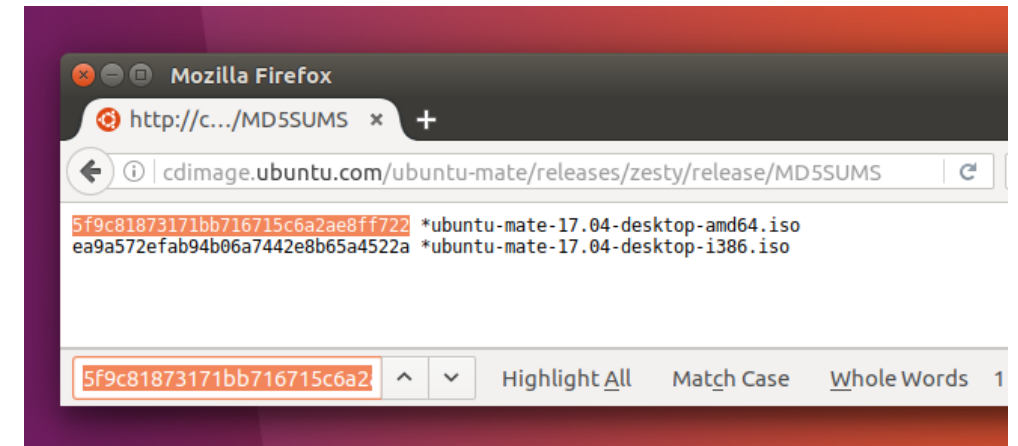 Mozilla Firefox
http://c.../MD5SUMS
cdimage.ubuntu.com/ubuntu-mate/releases/zesty/release/MD5SUMS
5f9c81873171bb716715c6a2ae8ff722 *ubuntu-mate-17.04-desktop-amd64.iso
ea9a572efab94b06a7442e8b65a4522a *ubuntu-mate-17.04-desktop-i386.iso
5f9c81873171bb716715c6a2 Highlight All Match Case Whole Words 1